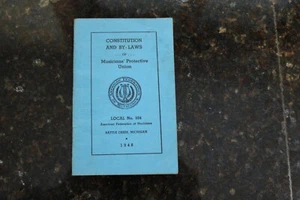 CONSTITUTION
AND BY-LAWS
OF
Musicians' Protective
Union
LOCAL No. 594
American Federation of Musicians
BATTLE CREEK, MICHIGAN
1948